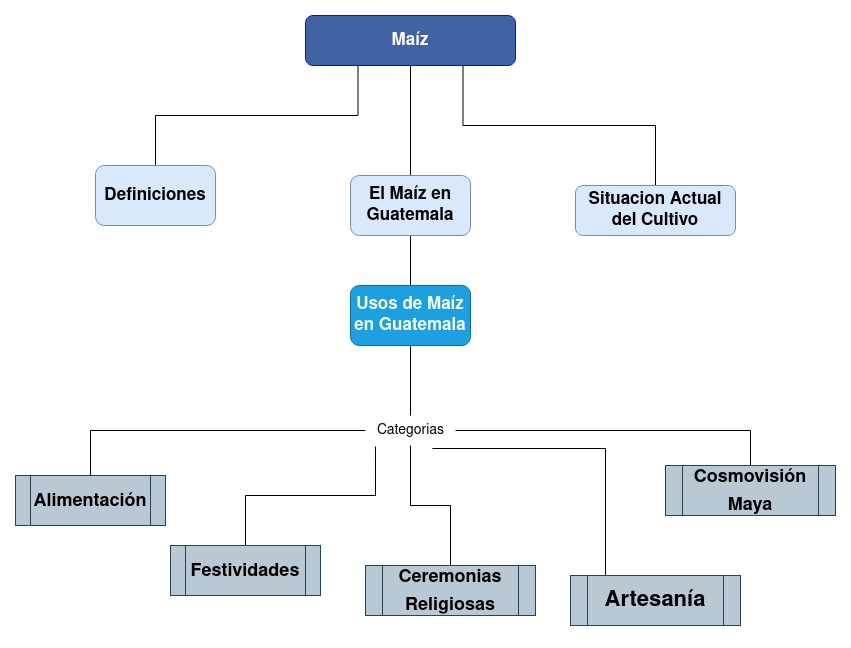 Maíz
Definiciones
El Maíz en
Guatemala
Situacion Actual
del Cultivo
Usos de Maíz
en Guatemala
Categorias
Alimentación
Festividades
Ceremonias
Religiosas
Artesanía
Cosmovisión
Maya